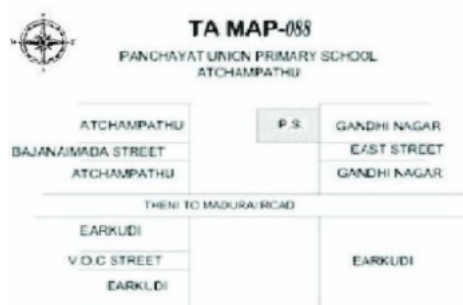 TA MAP-088
PANCHAYAT UNION PRIMARY SCHOOL
ATCHAMPATHU
ATCHAMPATHU
P.S.
GANDHI NAGAR
BAJANAIMADA STREET
EAST STREET
ATCHAMPATHU
GANDHI NAGAR
THENI TO MADURAI ROAD
EARKUDI
V.O.C STREET
EARKUDI
EARKUDI